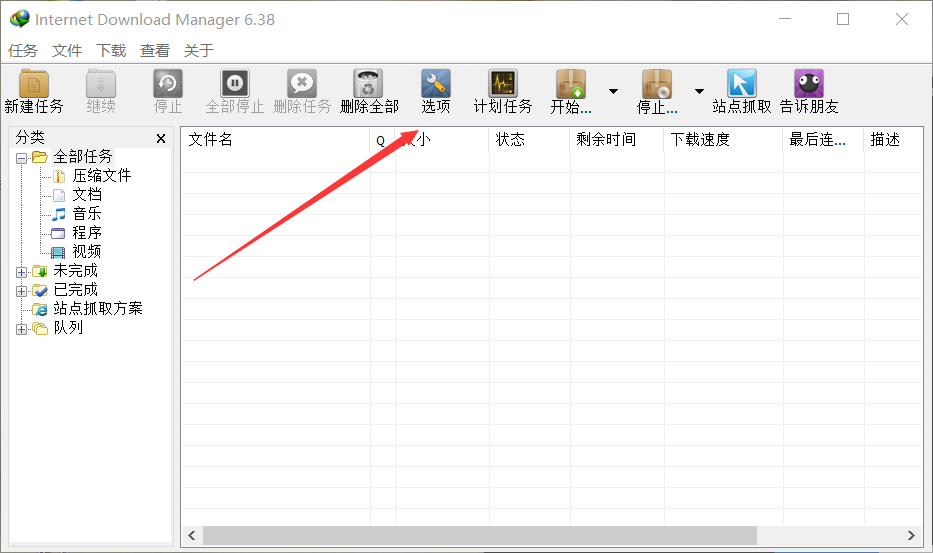 Internet Download Manager 6.38
任务 文件 下载 查看 关于
新建任务 继续 停止 全部停止 删除任务 删除全部 选项 计划任务 开始... 停止... 站点抓取 告诉朋友
分类
文件名 Q 大小 状态 剩余时间 下载速度 最后连... 描述
全部任务
压缩文件
文档
音乐
程序
视频
未完成
已完成
站点抓取方案
队列